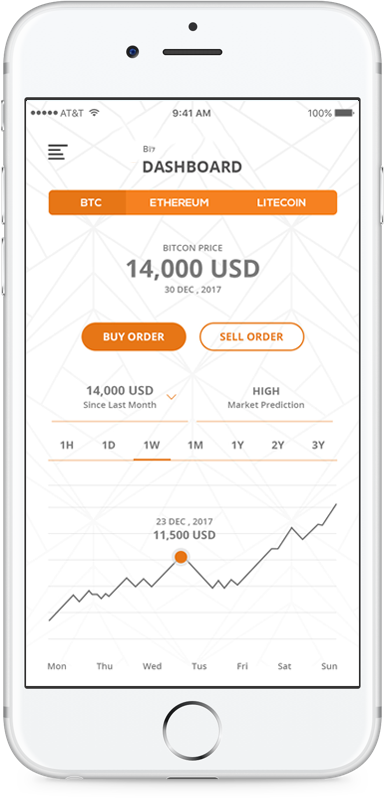 AT&T 9:41 AM 100%
Bi7
DASHBOARD
BTC ETHEREUM LITECOIN
BITCON PRICE
14,000 USD
30 DEC , 2017
BUY ORDER SELL ORDER
14,000 USD HIGH
Since Last Month Market Prediction
1H 1D 1W 1M 1Y 2Y 3Y
23 DEC , 2017
11,500 USD
Mon Thu Wed Tus Fri Sat Sun